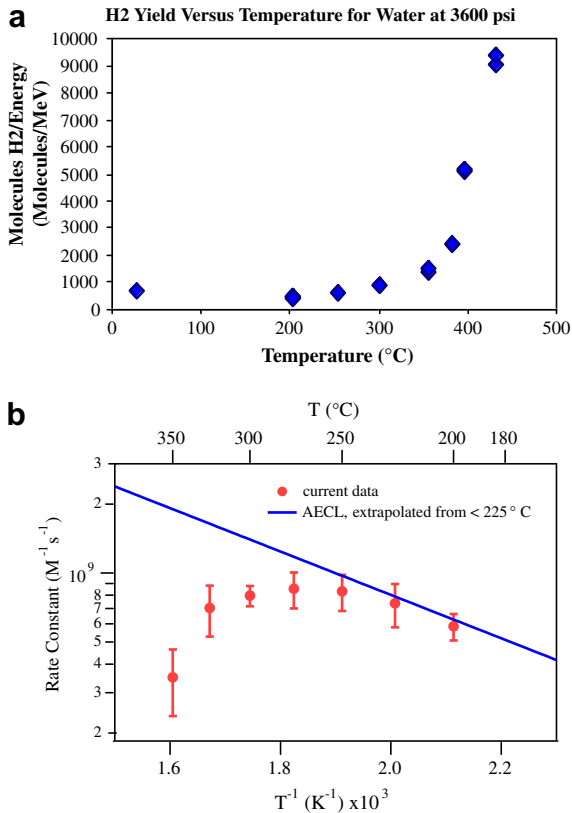 a
H2 Yield Versus Temperature for Water at 3600 psi
Molecules H2/Energy
(Molecules/MeV)
10000
9000
8000
7000
6000
5000
4000
3000
2000
1000
0
0 100 200 300 400 500
Temperature (°C)
b
T (°C)
350 300 250 200 180
Rate Constant (M⁻¹s⁻¹)
3
2
10⁹
8
7
6
5
4
3
2
current data
AECL, extrapolated from < 225° C
1.6 1.8 2.0 2.2
T⁻¹ (K⁻¹) x10³